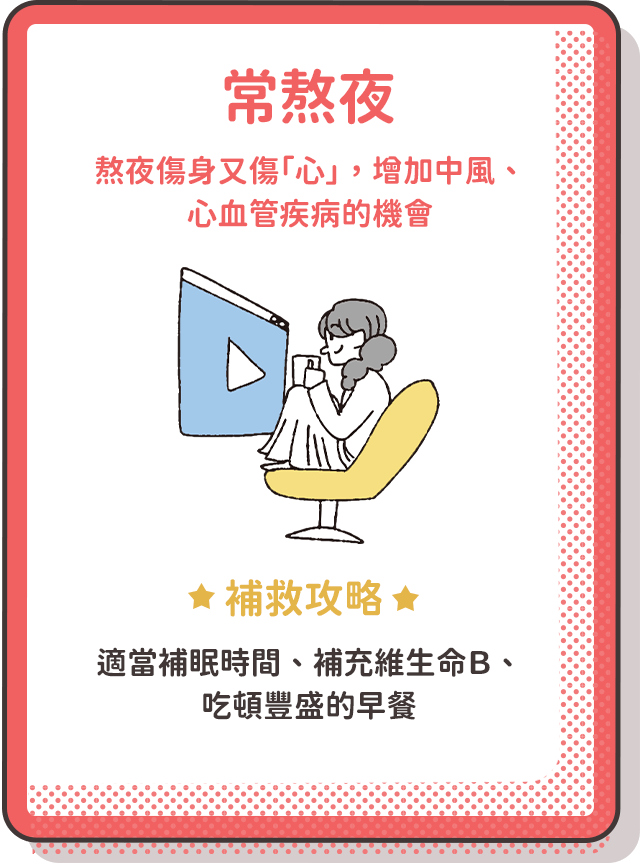 常熬夜
熬夜傷身又傷「心」，增加中風、
心血管疾病的機會
補救攻略
適當補眠時間、補充維生命B、
吃頓豐盛的早餐